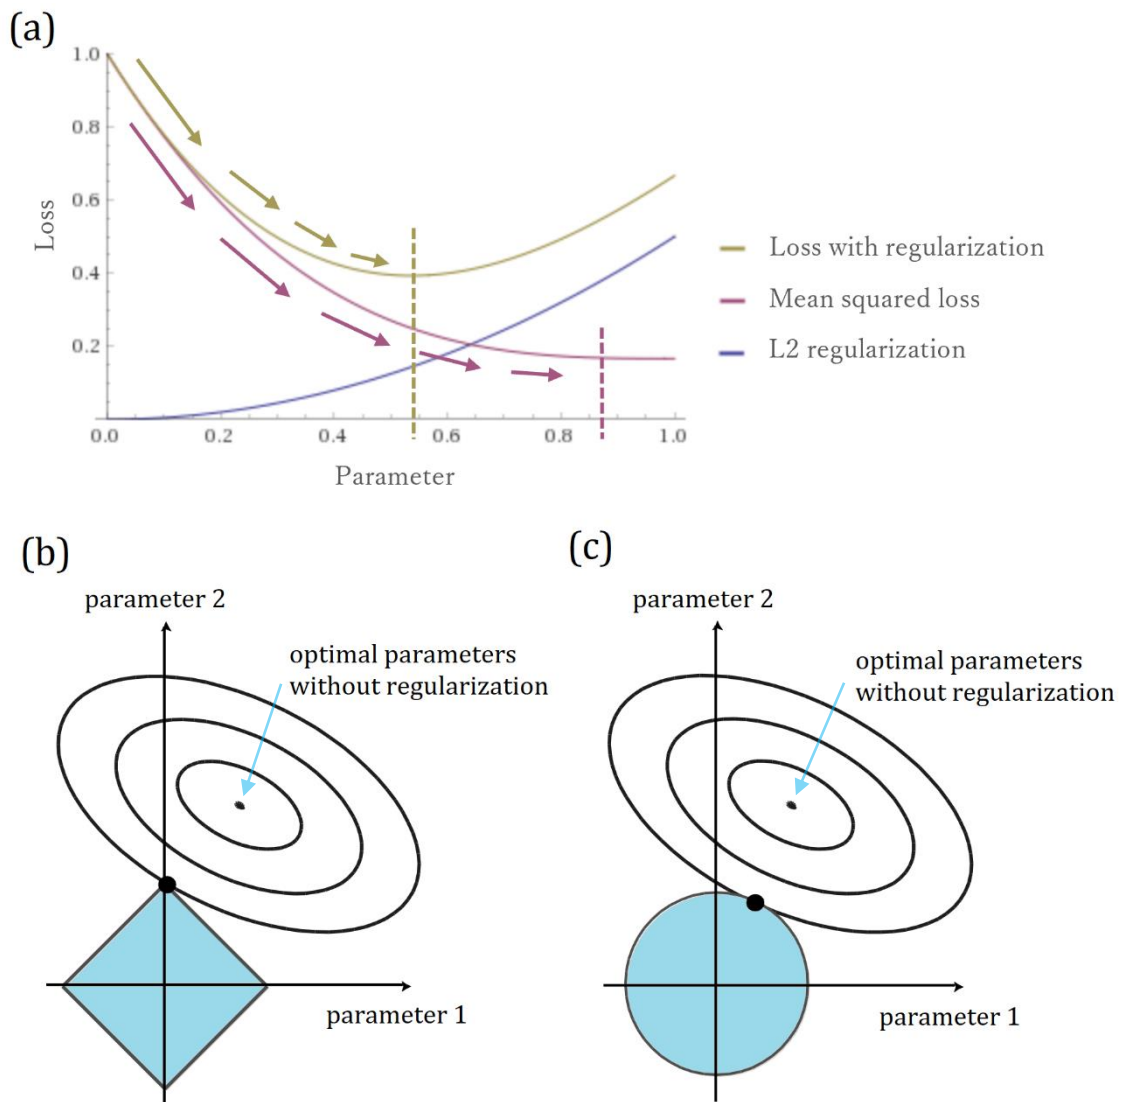 (a)
1.0
0.8
0.6
0.4
0.2
Loss
0.0 0.2 0.4 0.6 0.8 1.0
Parameter
Loss with regularization
Mean squared loss
L2 regularization
(b)
parameter 2
optimal parameters
without regularization
parameter 1
(c)
parameter 2
optimal parameters
without regularization
parameter 1